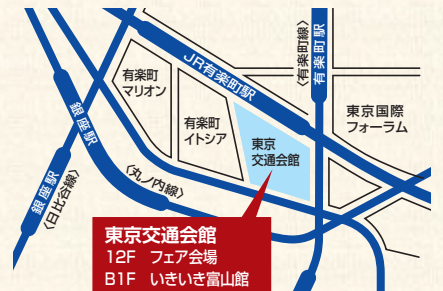 〈有楽町線〉
有楽町駅
JR有楽町駅
有楽町
マリオン
有楽町
イトシア
東京国際
フォーラム
東京
交通会館
銀座駅
〈丸ノ内線〉
銀座駅
〈日比谷線〉
東京交通会館
12F フェア会場
B1F いきいき富山館